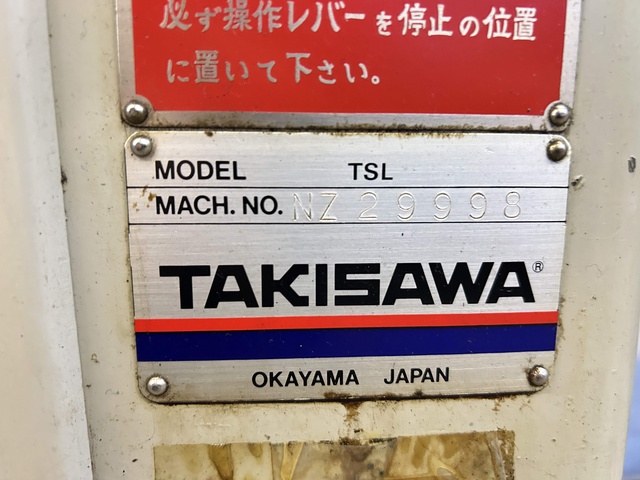 必ず操作レバーを停止の位置
に置いて下さい。
MODEL TSL
MACH. NO. NZ 29998
TAKISAWA®
OKAYAMA JAPAN